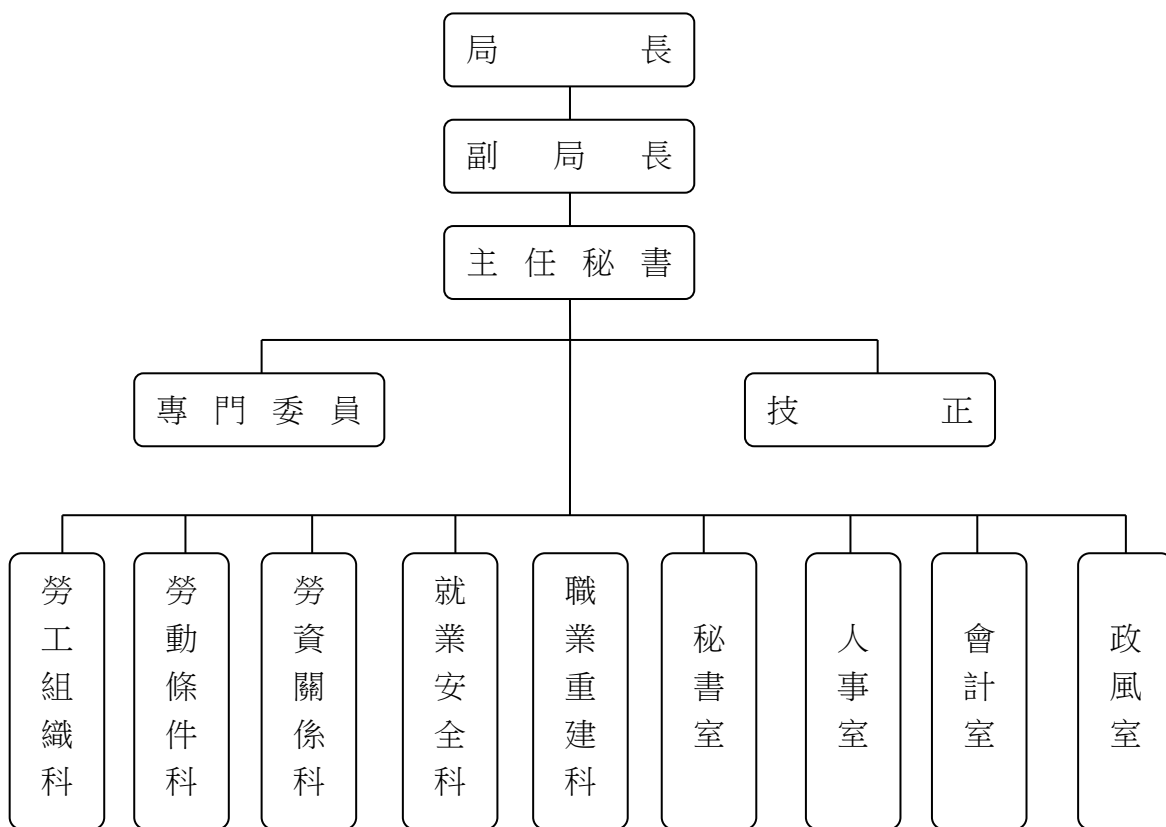 局長
副局長
主任秘書
專門委員
技正
勞工組織科
勞動條件科
勞資關係科
就業安全科
職業重建科
秘書室
人事室
會計室
政風室